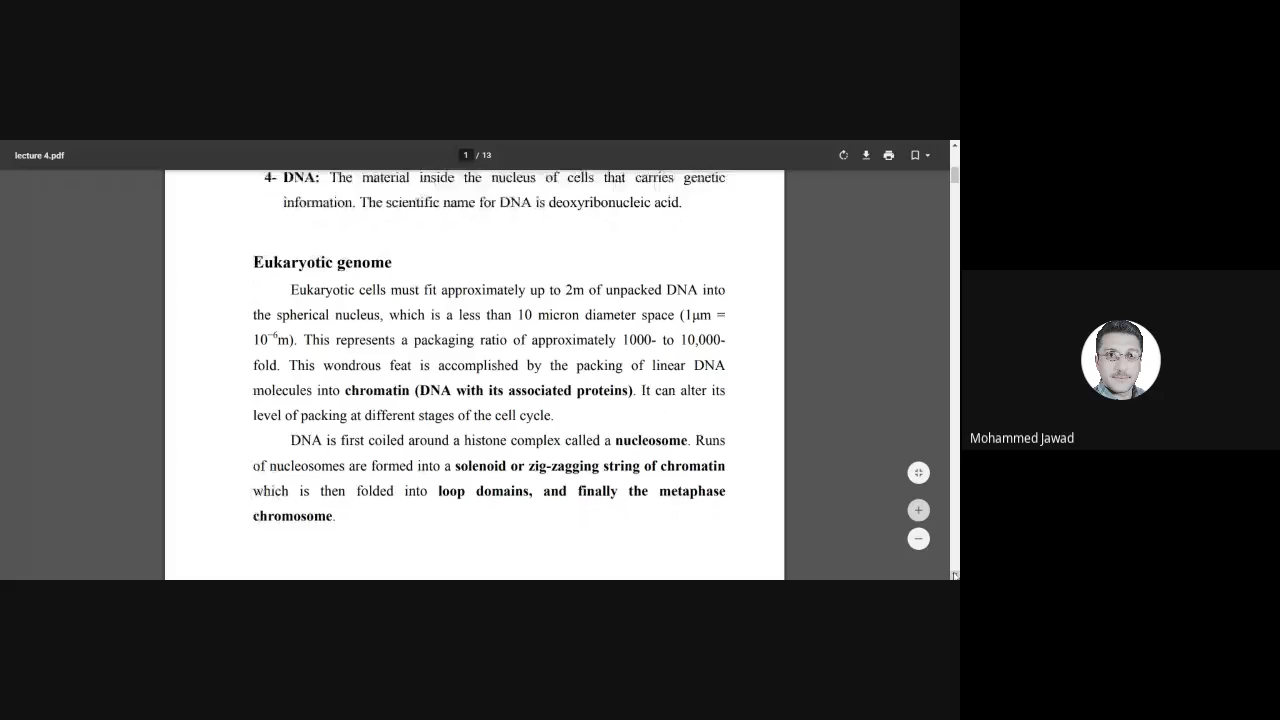 lecture 4.pdf
1 / 13
4- DNA: The material inside the nucleus of cells that carries genetic
information. The scientific name for DNA is deoxyribonucleic acid.
Eukaryotic genome
Eukaryotic cells must fit approximately up to 2m of unpacked DNA into
the spherical nucleus, which is a less than 10 micron diameter space (1µm =
10⁻⁶m). This represents a packaging ratio of approximately 1000- to 10,000-
fold. This wondrous feat is accomplished by the packing of linear DNA
molecules into chromatin (DNA with its associated proteins). It can alter its
level of packing at different stages of the cell cycle.
DNA is first coiled around a histone complex called a nucleosome. Runs
of nucleosomes are formed into a solenoid or zig-zagging string of chromatin
which is then folded into loop domains, and finally the metaphase
chromosome.
Mohammed Jawad